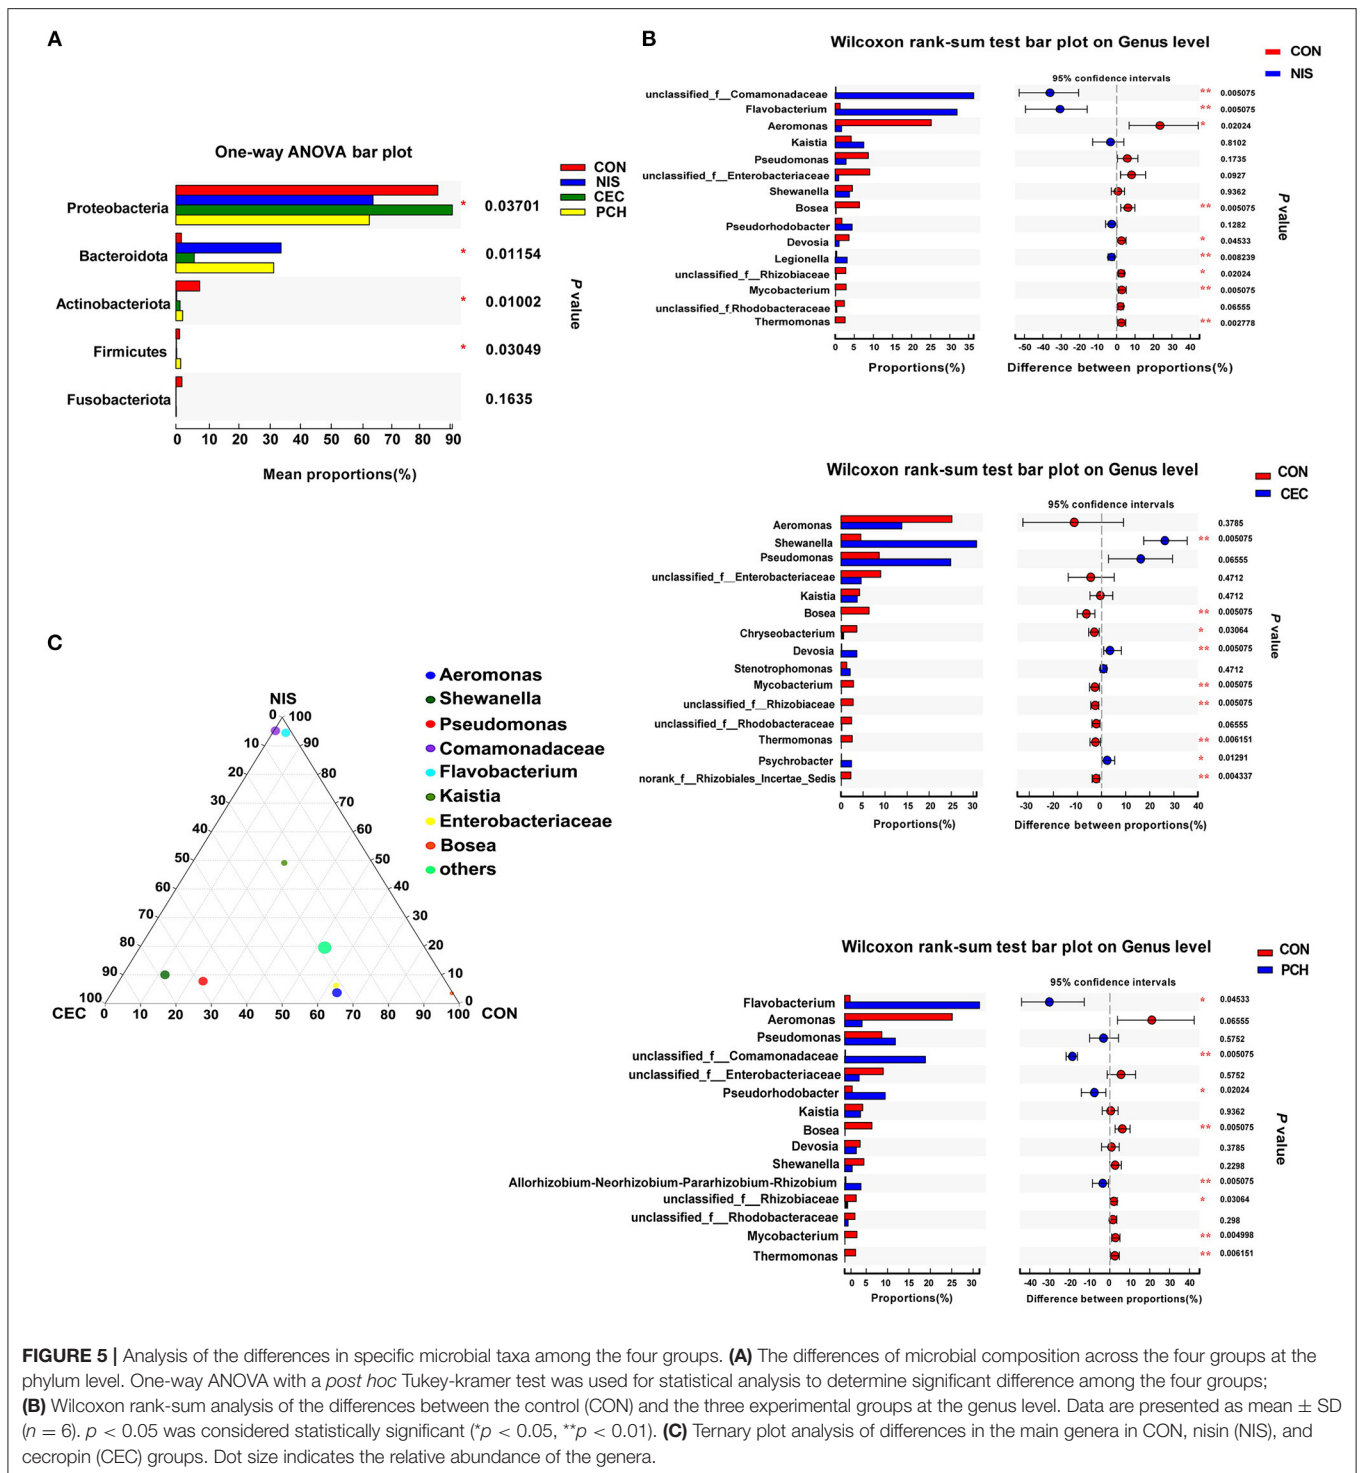 A
One-way ANOVA bar plot
CON
NIS
CEC
PCH
Proteobacteria
* 0.03701
Bacteroidota
* 0.01154
Actinobacteriota
* 0.01002
Firmicutes
* 0.03049
Fusobacteriota
0.1635
P value
0 10 20 30 40 50 60 70 80 90
Mean proportions(%)
B
Wilcoxon rank-sum test bar plot on Genus level
CON
NIS
95% confidence intervals
unclassified_f__Comamonadaceae ** 0.005075
Flavobacterium ** 0.005075
Aeromonas * 0.02024
Kaistia 0.8102
Pseudomonas 0.1735
unclassified_f__Enterobacteriaceae 0.0927
Shewanella 0.9362
Bosea ** 0.005075
Pseudorhodobacter 0.1282
Devosia * 0.04533
Legionella ** 0.008239
unclassified_f__Rhizobiaceae * 0.02024
Mycobacterium ** 0.005075
unclassified_f_Rhodobacteraceae 06555
Thermomonas ** 0.002778
P value
0 5 10 15 20 25 30 35
-50 -40 -30 -20 -10 0 10 20 30 40
Proportions(%)
Difference between proportions(%)
Wilcoxon rank-sum test bar plot on Genus level
CON
CEC
95% confidence intervals
Aeromonas 0.3785
Shewanella ** 0.005075
Pseudomonas 0.06555
unclassified_f__Enterobacteriaceae 0.4712
Kaistia 0.4712
Bosea ** 0.005075
Chryseobacterium * 0.03064
Devosia ** 0.005075
Stenotrophomonas 0.4712
Mycobacterium ** 0.005075
unclassified_f__Rhizobiaceae ** 0.005075
unclassified_f__Rhodobacteraceae 0.06555
Thermomonas ** 0.006151
Psychrobacter * 0.01291
norank_f__Rhizobiales_Incertae_Sedis ** 0.004337
P value
0 5 10 15 20 25 30
-30 -20 -10 0 10 20 30 40
Proportions(%)
Difference between proportions(%)
C
NIS
Aeromonas
Shewanella
Pseudomonas
Comamonadaceae
Flavobacterium
Kaistia
Enterobacteriaceae
Bosea
others
0 100
10 90
20 80
30 70
40 60
50 50
60 40
70 30
80 20
90 10
100 0
CEC 0 10 20 30 40 50 60 70 80 90 100 CON
Wilcoxon rank-sum test bar plot on Genus level
CON
PCH
95% confidence intervals
Flavobacterium * 0.04533
Aeromonas 0.06555
Pseudomonas 0.5752
unclassified_f__Comamonadaceae ** 0.005075
unclassified_f__Enterobacteriaceae 0.5752
Pseudorhodobacter * 0.02024
Kaistia 0.9362
Bosea ** 0.005075
Devosia 0.3785
Shewanella 0.2298
Allorhizobium-Neorhizobium-Pararhizobium-Rhizobium ** 0.005075
unclassified_f__Rhizobiaceae * 0.03064
unclassified_f__Rhodobacteraceae 0.298
Mycobacterium ** 0.004998
Thermomonas ** 0.006151
P value
0 5 10 15 20 25 30
-40 -30 -20 -10 0 10 20 30 40
Proportions(%)
Difference between proportions(%)
FIGURE 5 | Analysis of the differences in specific microbial taxa among the four groups. (A) The differences of microbial composition across the four groups at the
phylum level. One-way ANOVA with a post hoc Tukey-kramer test was used for statistical analysis to determine significant difference among the four groups;
(B) Wilcoxon rank-sum analysis of the differences between the control (CON) and the three experimental groups at the genus level. Data are presented as mean ± SD
(n = 6). p < 0.05 was considered statistically significant (*p < 0.05, **p < 0.01). (C) Ternary plot analysis of differences in the main genera in CON, nisin (NIS), and
cecropin (CEC) groups. Dot size indicates the relative abundance of the genera.